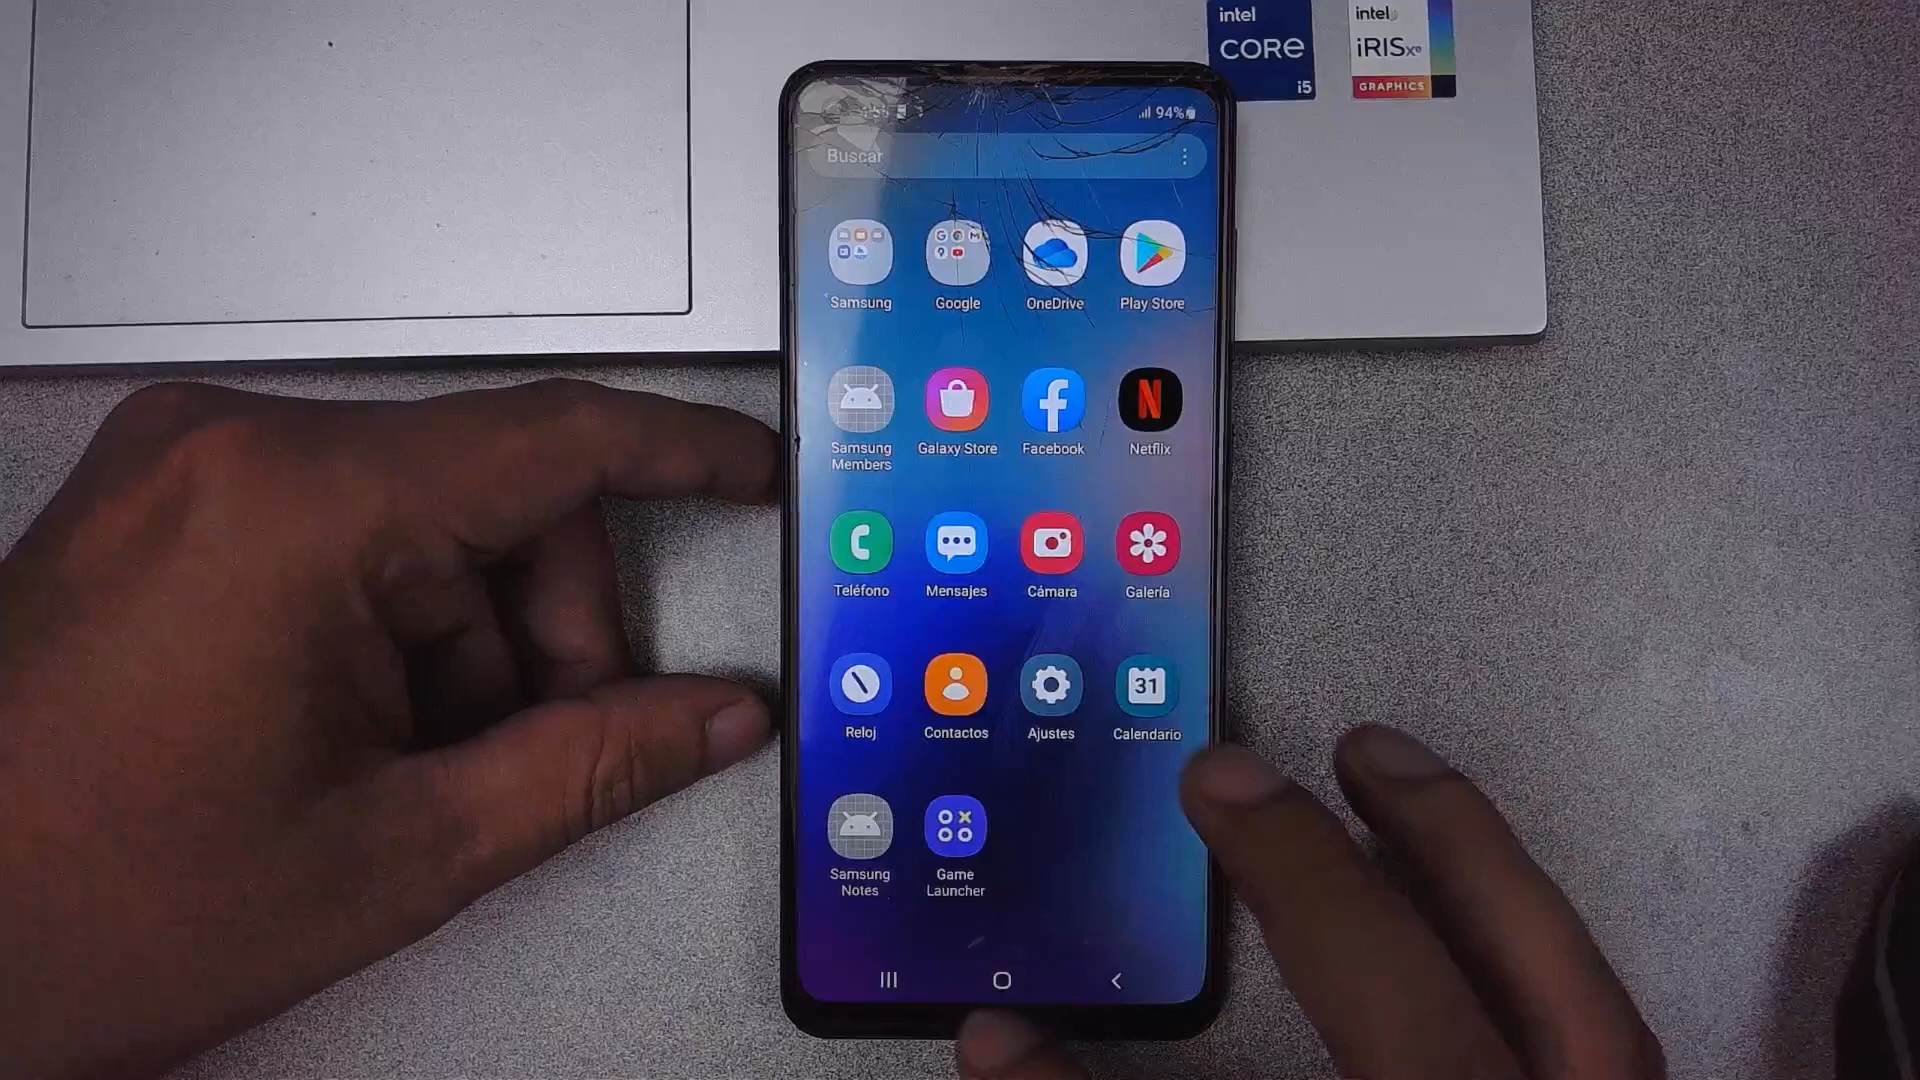 intel
CORE
i5
intel
iRISxe
GRAPHICS
94%
Buscar
Samsung
Google
OneDrive
Play Store
Samsung
Members
Galaxy Store
Facebook
Netflix
Teléfono
Mensajes
Cámara
Galería
Reloj
Contactos
Ajustes
31
Calendario
Samsung
Notes
Game
Launcher